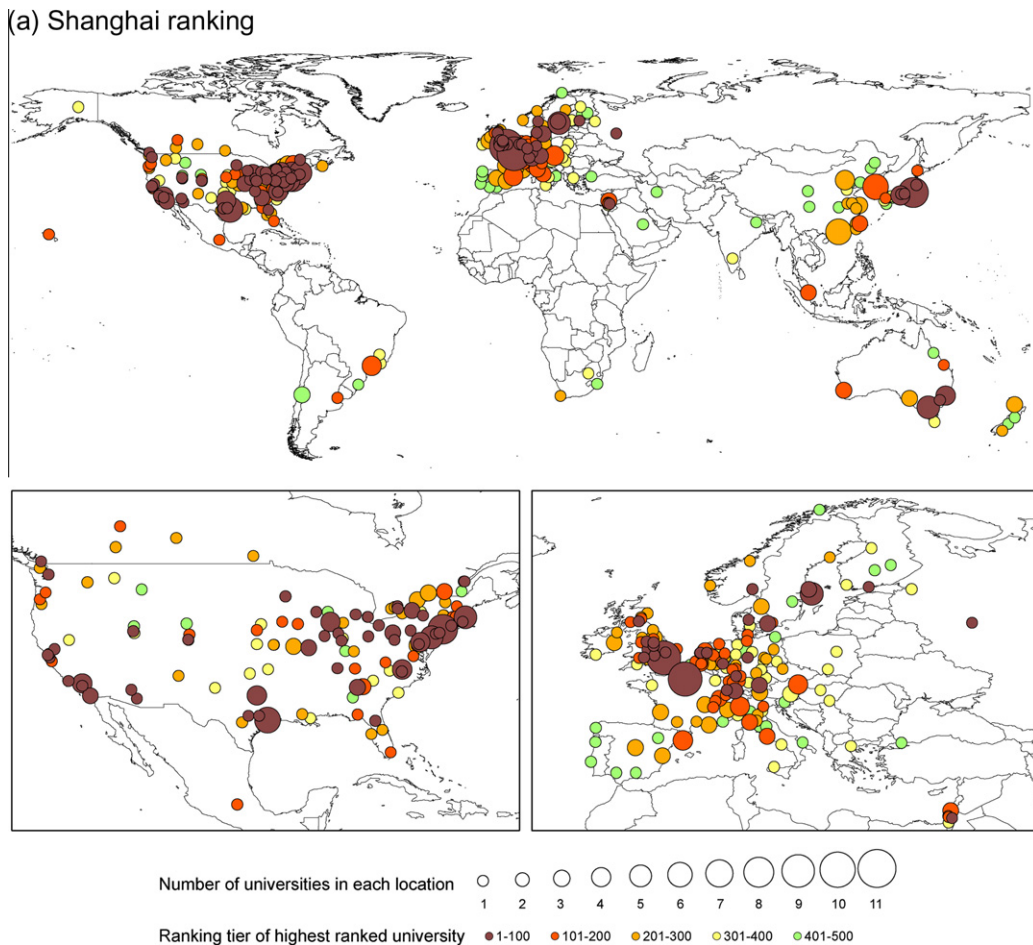 (a) Shanghai ranking
Number of universities in each location
1 2 3 4 5 6 7 8 9 10 11
Ranking tier of highest ranked university 1-100 101-200 201-300 301-400 401-500